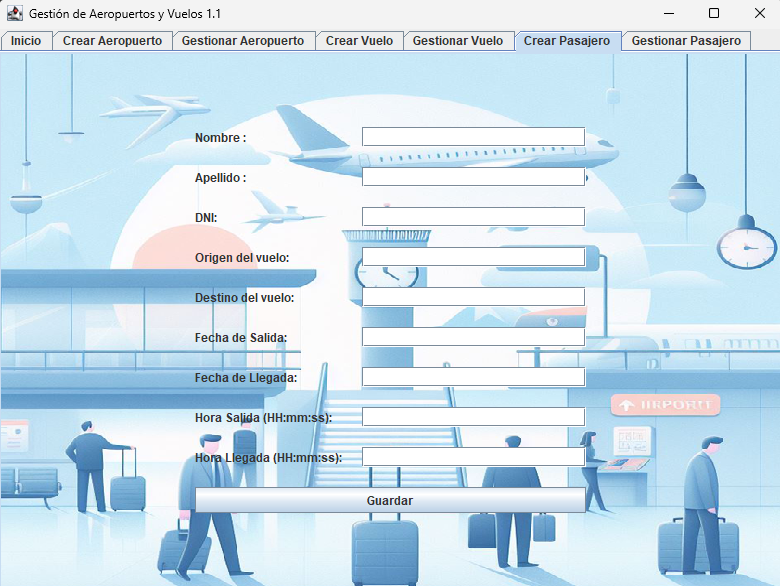 Gestión de Aeropuertos y Vuelos 1.1
Inicio Crear Aeropuerto Gestionar Aeropuerto Crear Vuelo Gestionar Vuelo Crear Pasajero Gestionar Pasajero
Nombre :
Apellido :
DNI:
Origen del vuelo:
Destino del vuelo:
Fecha de Salida:
Fecha de Llegada:
Hora Salida (HH:mm:ss):
Hora Llegada (HH:mm:ss):
Guardar